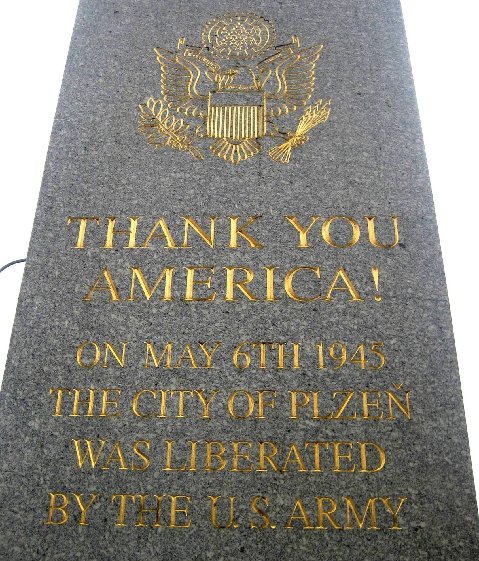 THANK YOU
AMERICA!
ON MAY 6TH 1945
THE CITY OF PLZEŇ
WAS LIBERATED
BY THE U.S. ARMY